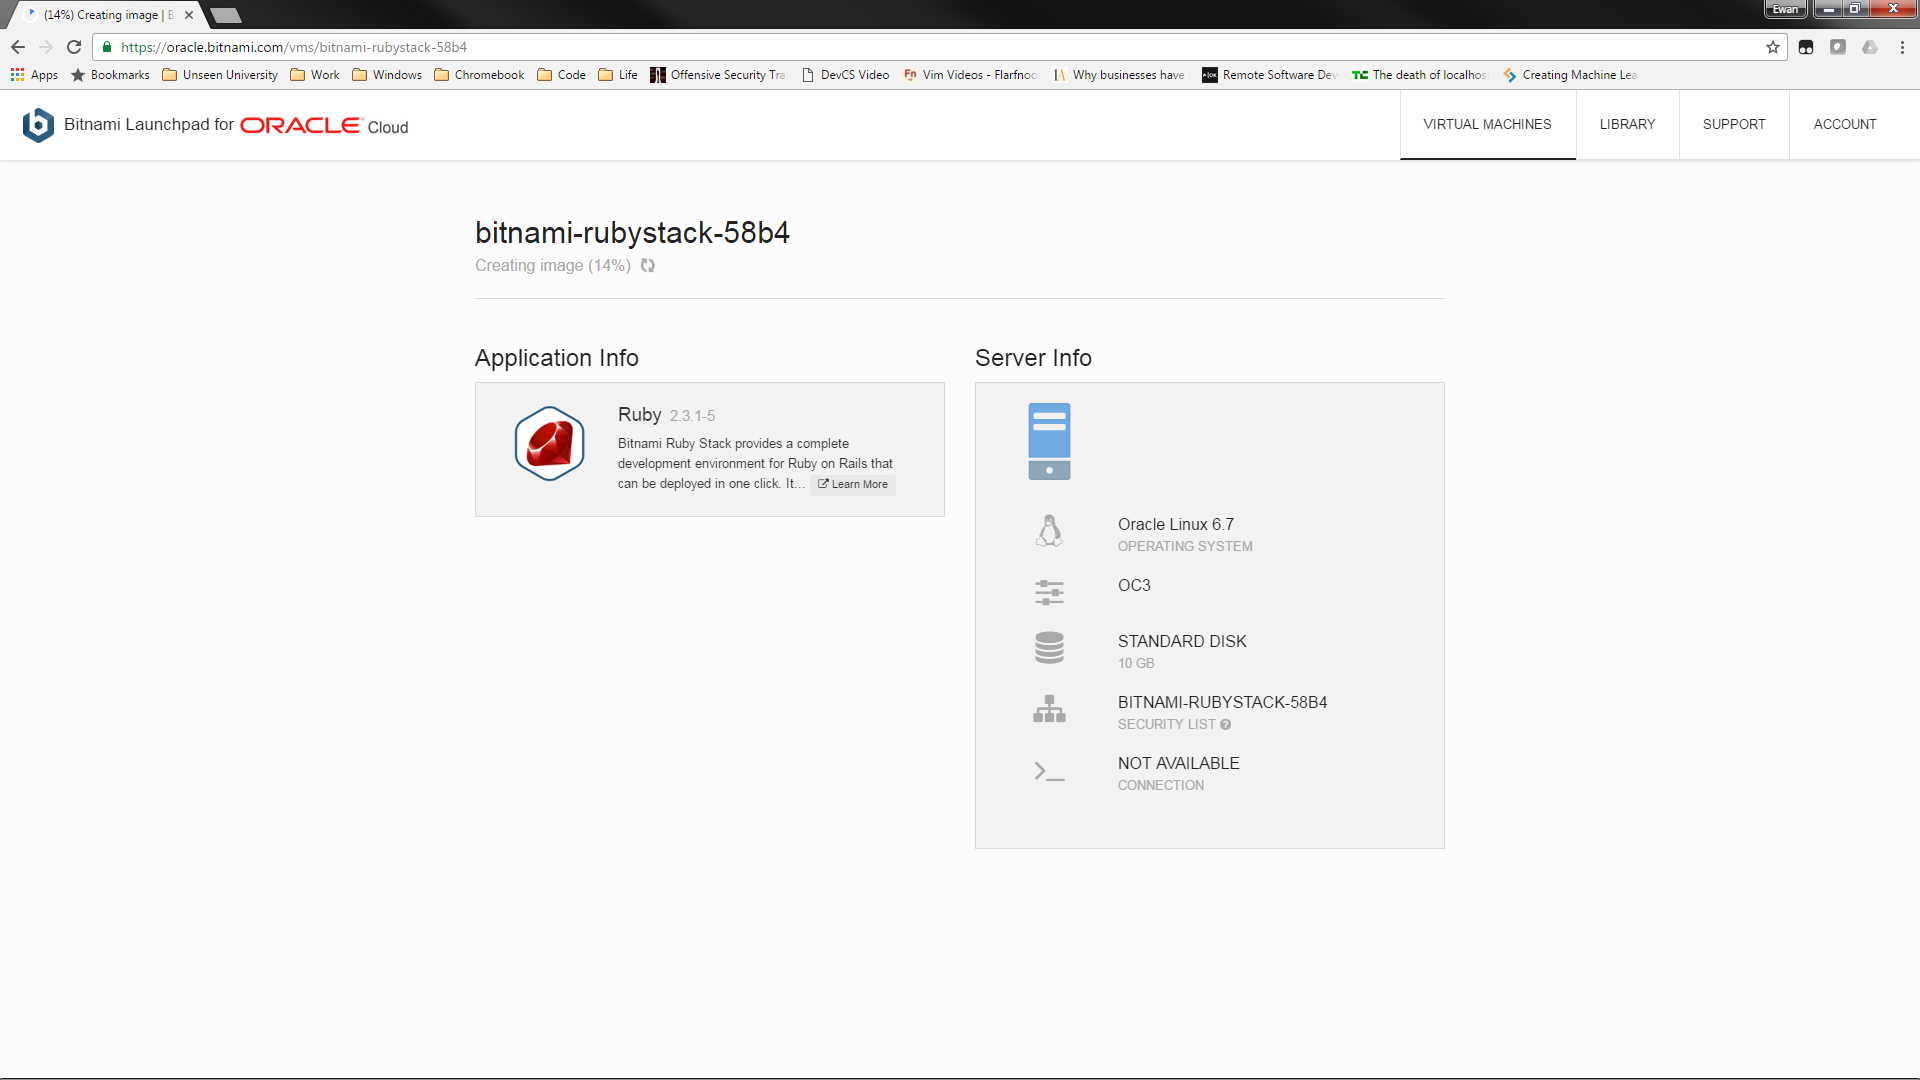 (14%) Creating image | B
Ewan
https://oracle.bitnami.com/vms/bitnami-rubystack-58b4
Apps Bookmarks Unseen University Work Windows Chromebook Code Life Offensive Security Tra DevCS Video Fn Vim Videos - Flarfnoo IA Why businesses have Remote Software Dev TC The death of localhos Creating Machine Lea
Bitnami Launchpad for ORACLE Cloud
VIRTUAL MACHINES LIBRARY SUPPORT ACCOUNT
bitnami-rubystack-58b4
Creating image (14%)
Application Info
Ruby 2.3.1-5
Bitnami Ruby Stack provides a complete
development environment for Ruby on Rails that
can be deployed in one click. It... Learn More
Server Info
Oracle Linux 6.7
OPERATING SYSTEM
OC3
STANDARD DISK
10 GB
BITNAMI-RUBYSTACK-58B4
SECURITY LIST ?
NOT AVAILABLE
CONNECTION